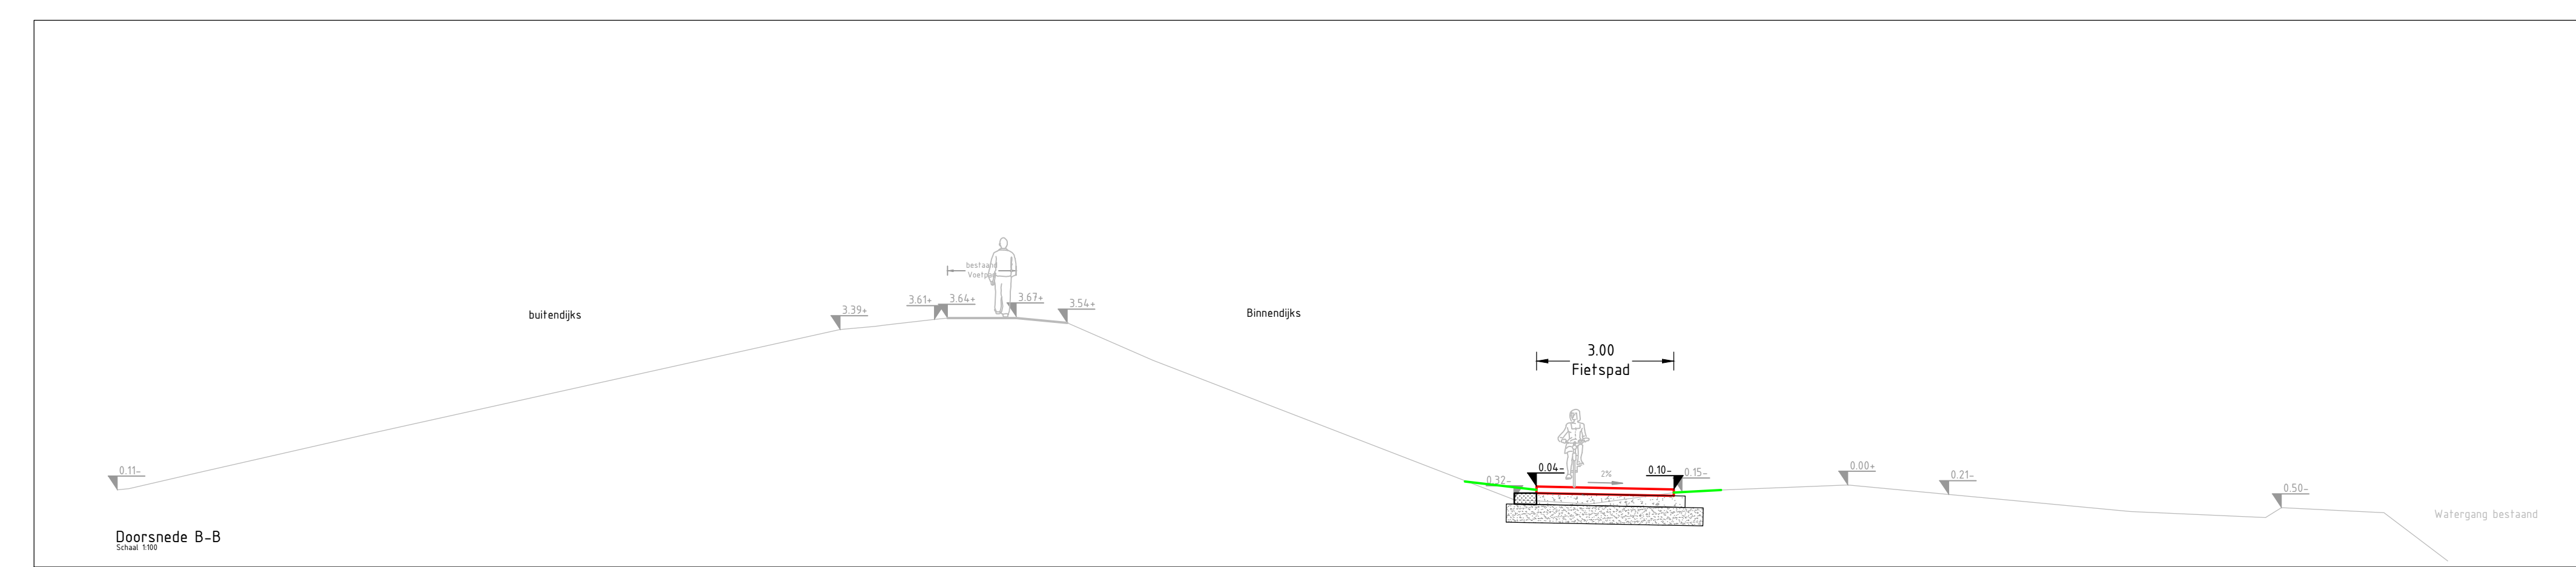 bestaand
Voetpad
3.61+
3.64+
3.67+
3.54+
3.39+
buitendijks
Binnendijks
3.00
Fietspad
0.11-
0.32-
0.04-
2%
0.10-
0.15-
0.00+
0.21-
0.50-
Watergang bestaand
Doorsnede B-B
Schaal 1:100